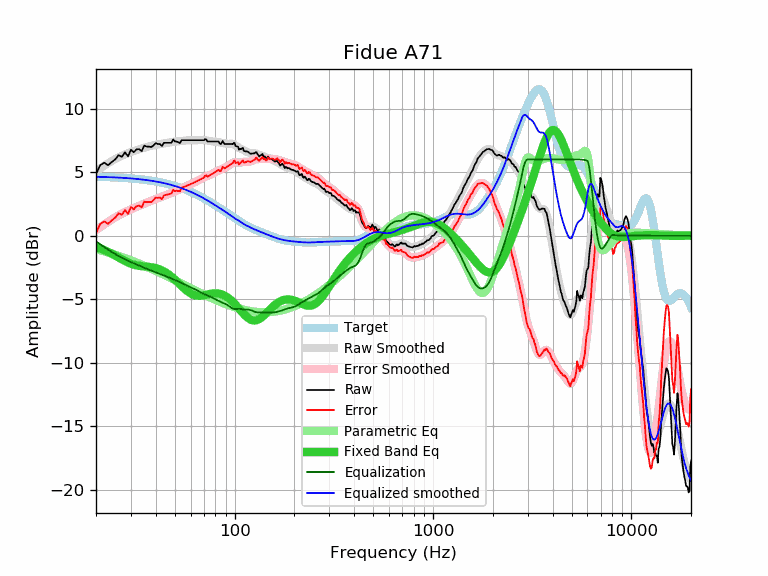 Fidue A71
Amplitude (dBr)
10
5
0
−5
−10
−15
−20
Target
Raw Smoothed
Error Smoothed
Raw
Error
Parametric Eq
Fixed Band Eq
Equalization
Equalized smoothed
100
1000
10000
Frequency (Hz)